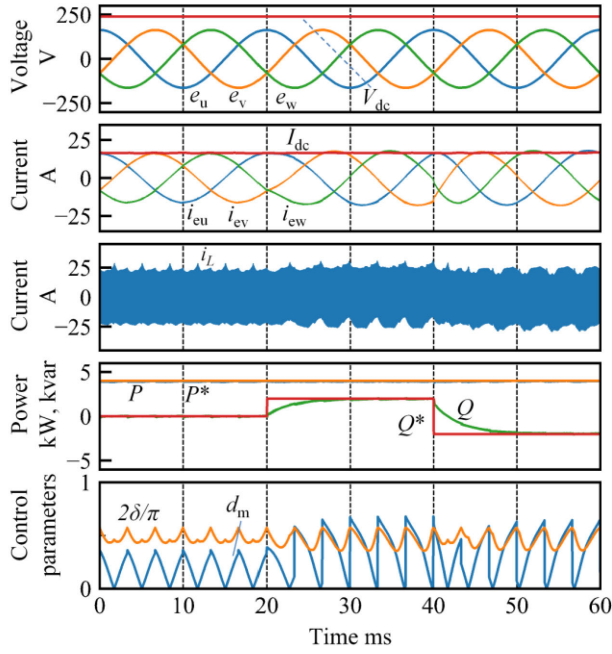 Voltage
V
250
0
−250
e_u e_v e_w V_dc
Current
A
25
0
−25
I_dc
i_eu i_ev i_ew
Current
A
25
0
−25
i_L
Power
kW, kvar
5
0
−5
P P* Q* Q
Control
parameters
1
0
2δ/π d_m
0 10 20 30 40 50 60
Time ms